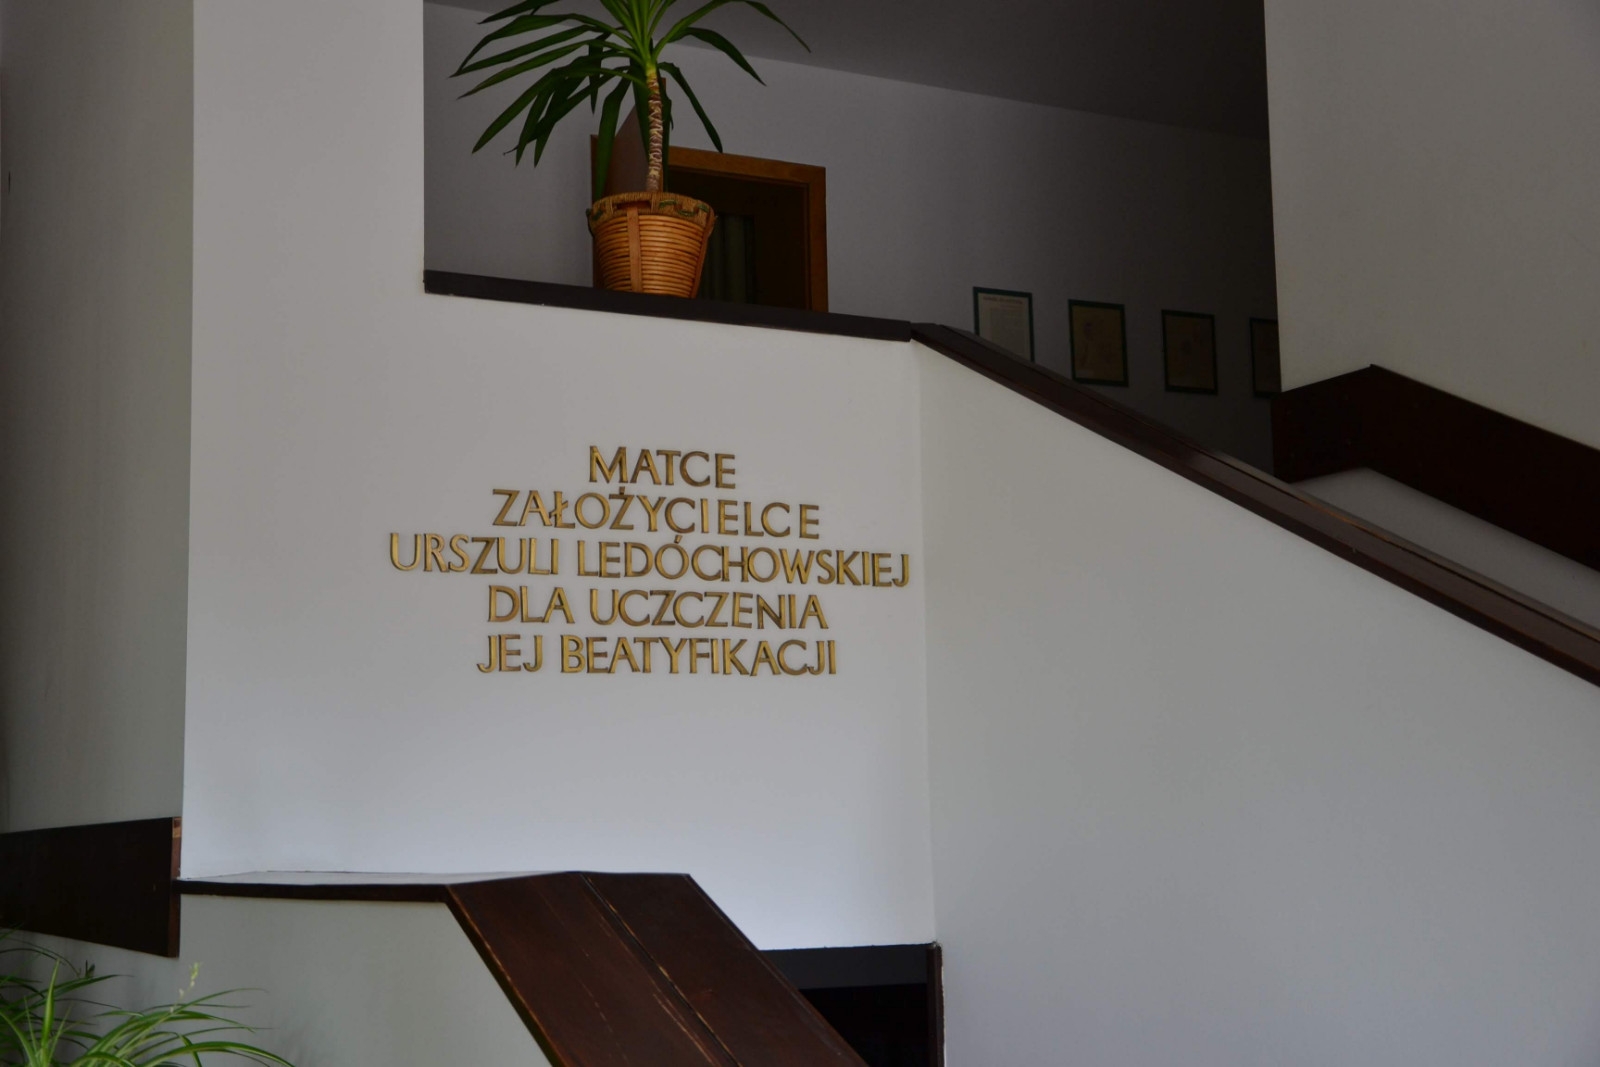 MATCE
ZAŁOŻYCIELCE
URSZULI LEDÓCHOWSKIEJ
DLA UCZCZENIA
JEJ BEATYFIKACJI